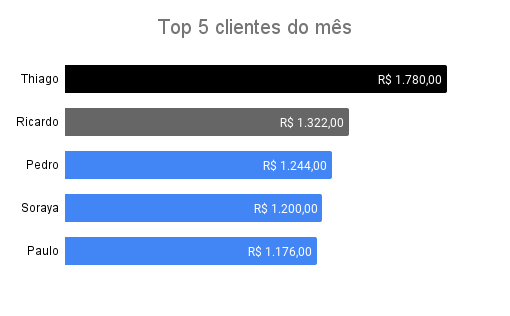 Top 5 clientes do mês
Thiago R$ 1.780,00
Ricardo R$ 1.322,00
Pedro R$ 1.244,00
Soraya R$ 1.200,00
Paulo R$ 1.176,00